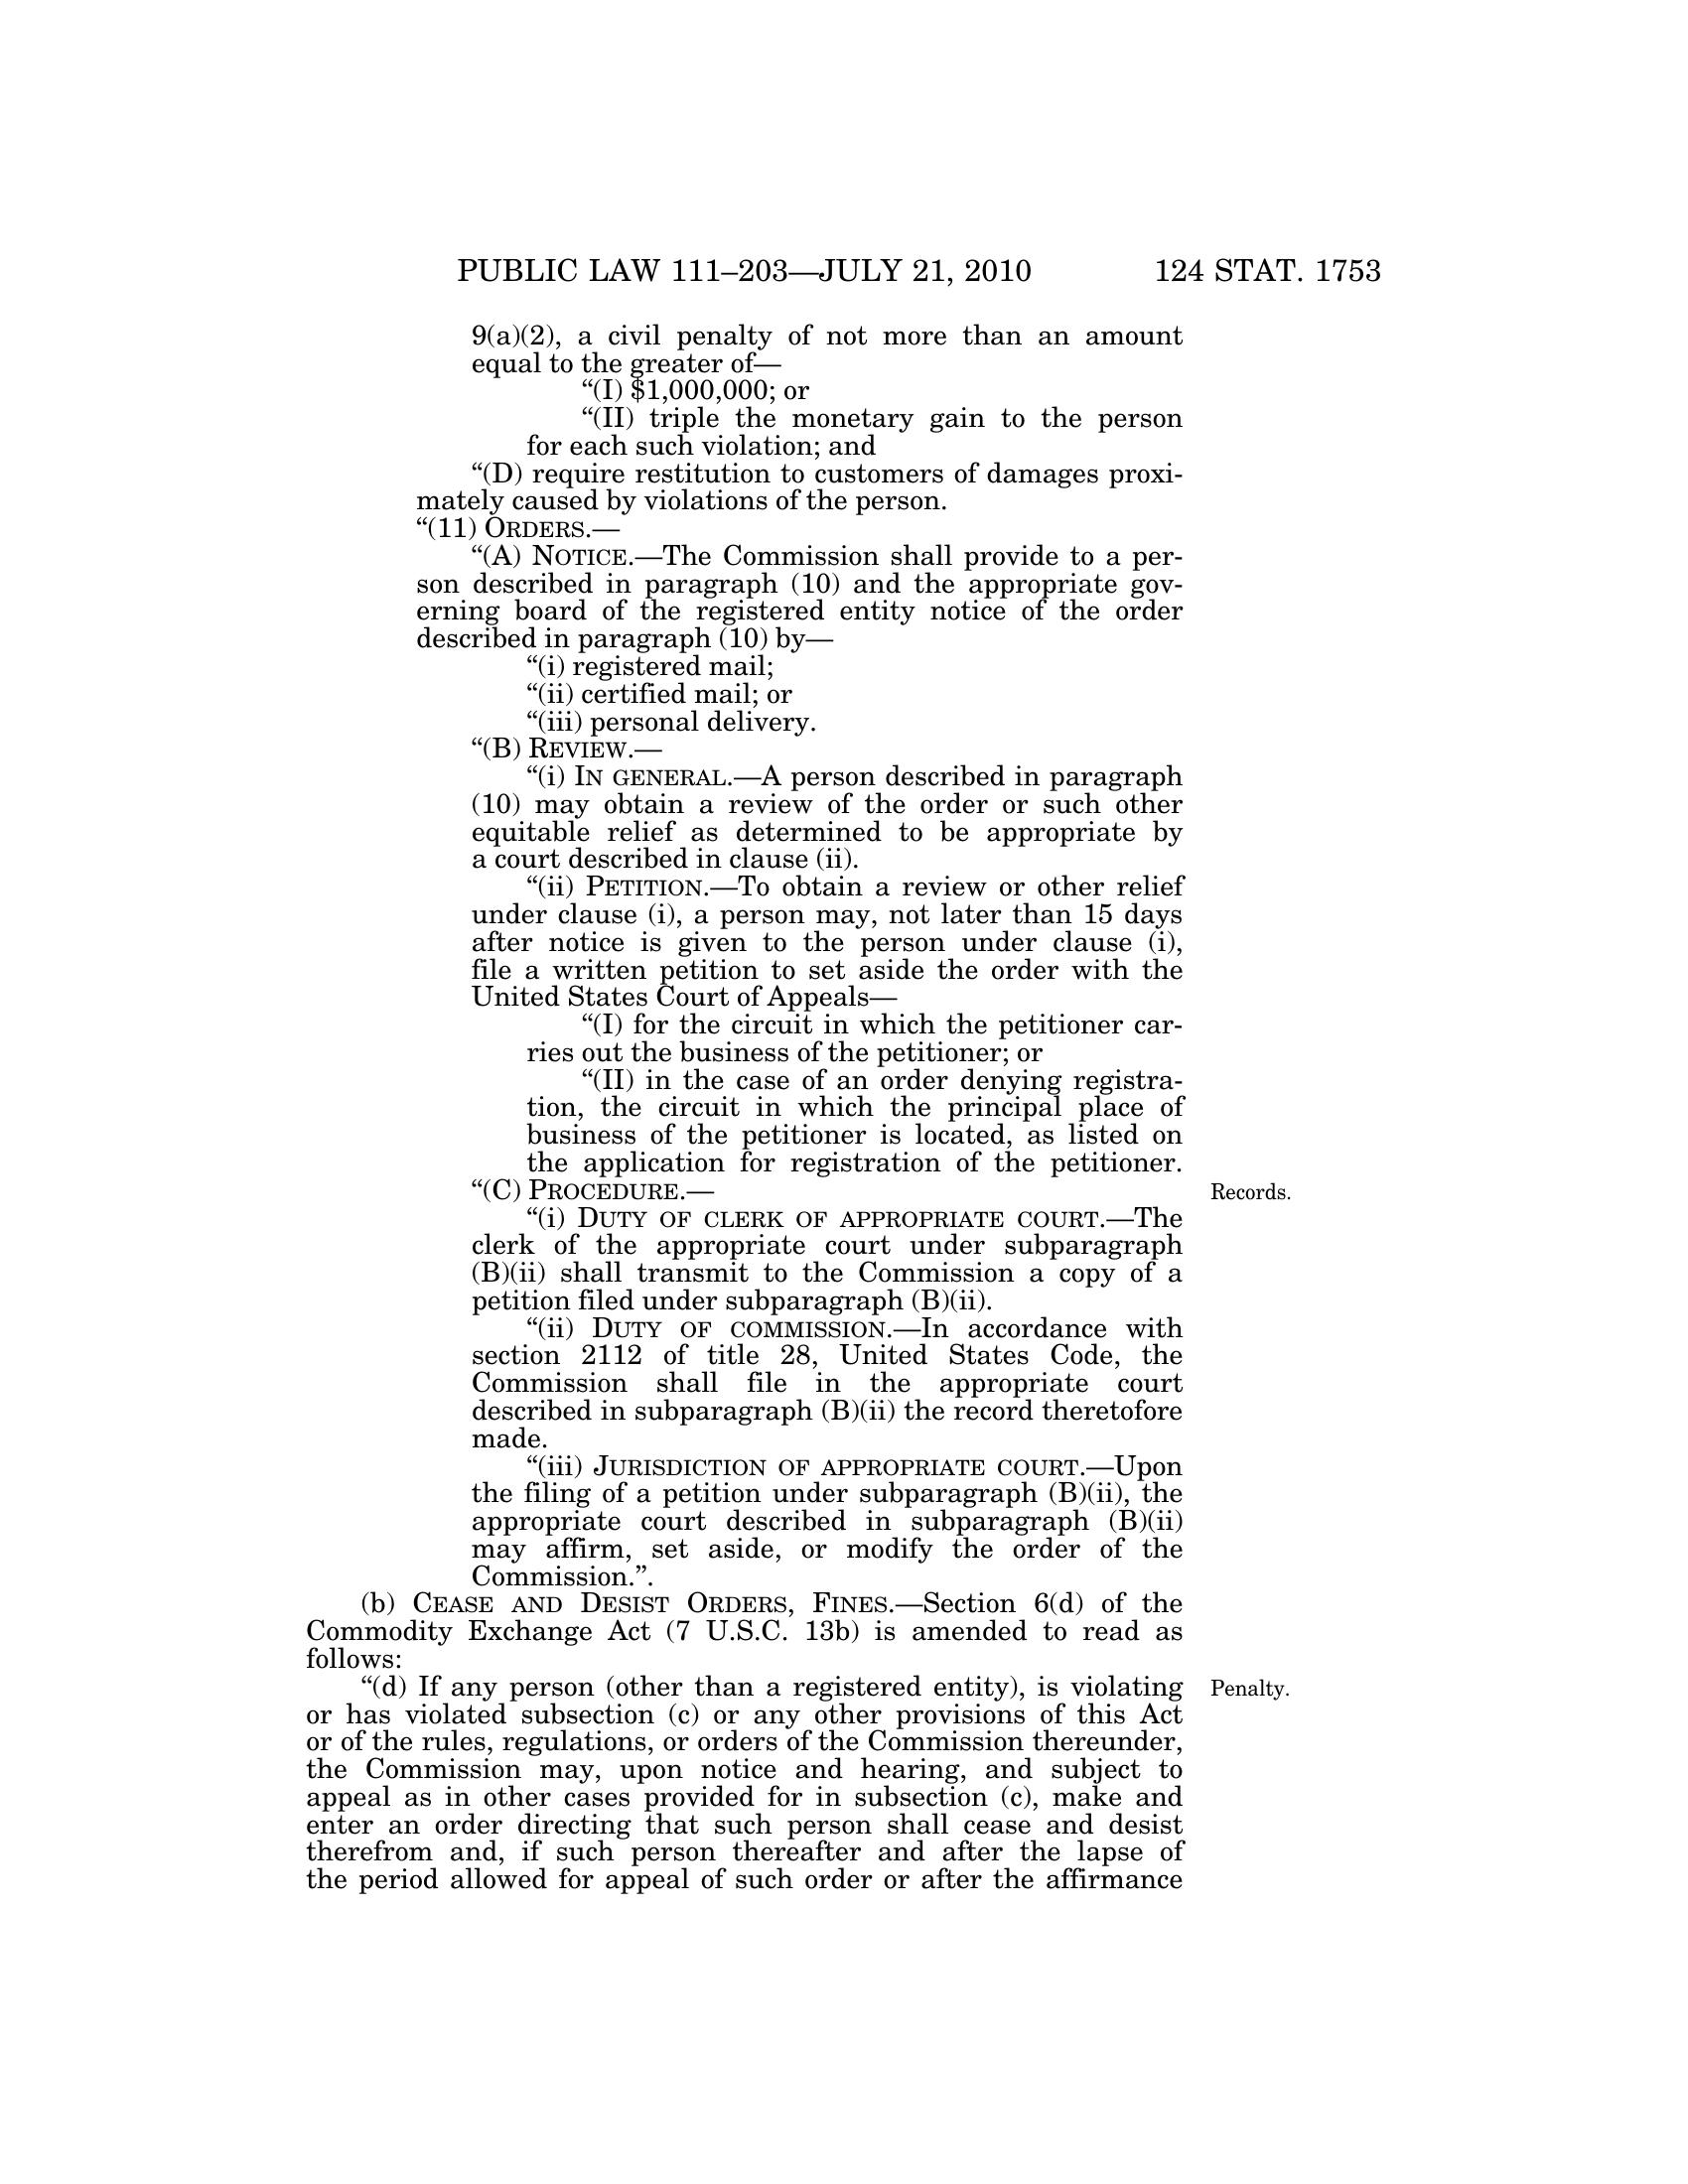 PUBLIC LAW 111–203—JULY 21, 2010 124 STAT. 1753
9(a)(2), a civil penalty of not more than an amount
equal to the greater of—
“(I) $1,000,000; or
“(II) triple the monetary gain to the person
for each such violation; and
“(D) require restitution to customers of damages proxi-
mately caused by violations of the person.
“(11) ORDERS.—
“(A) NOTICE.—The Commission shall provide to a per-
son described in paragraph (10) and the appropriate gov-
erning board of the registered entity notice of the order
described in paragraph (10) by—
“(i) registered mail;
“(ii) certified mail; or
“(iii) personal delivery.
“(B) REVIEW.—
“(i) IN GENERAL.—A person described in paragraph
(10) may obtain a review of the order or such other
equitable relief as determined to be appropriate by
a court described in clause (ii).
“(ii) PETITION.—To obtain a review or other relief
under clause (i), a person may, not later than 15 days
after notice is given to the person under clause (i),
file a written petition to set aside the order with the
United States Court of Appeals—
“(I) for the circuit in which the petitioner car-
ries out the business of the petitioner; or
“(II) in the case of an order denying registra-
tion, the circuit in which the principal place of
business of the petitioner is located, as listed on
the application for registration of the petitioner.
“(C) PROCEDURE.— Records.
“(i) DUTY OF CLERK OF APPROPRIATE COURT.—The
clerk of the appropriate court under subparagraph
(B)(ii) shall transmit to the Commission a copy of a
petition filed under subparagraph (B)(ii).
“(ii) DUTY OF COMMISSION.—In accordance with
section 2112 of title 28, United States Code, the
Commission shall file in the appropriate court
described in subparagraph (B)(ii) the record theretofore
made.
“(iii) JURISDICTION OF APPROPRIATE COURT.—Upon
the filing of a petition under subparagraph (B)(ii), the
appropriate court described in subparagraph (B)(ii)
may affirm, set aside, or modify the order of the
Commission.”.
(b) CEASE AND DESIST ORDERS, FINES.—Section 6(d) of the
Commodity Exchange Act (7 U.S.C. 13b) is amended to read as
follows:
“(d) If any person (other than a registered entity), is violating Penalty.
or has violated subsection (c) or any other provisions of this Act
or of the rules, regulations, or orders of the Commission thereunder,
the Commission may, upon notice and hearing, and subject to
appeal as in other cases provided for in subsection (c), make and
enter an order directing that such person shall cease and desist
therefrom and, if such person thereafter and after the lapse of
the period allowed for appeal of such order or after the affirmance